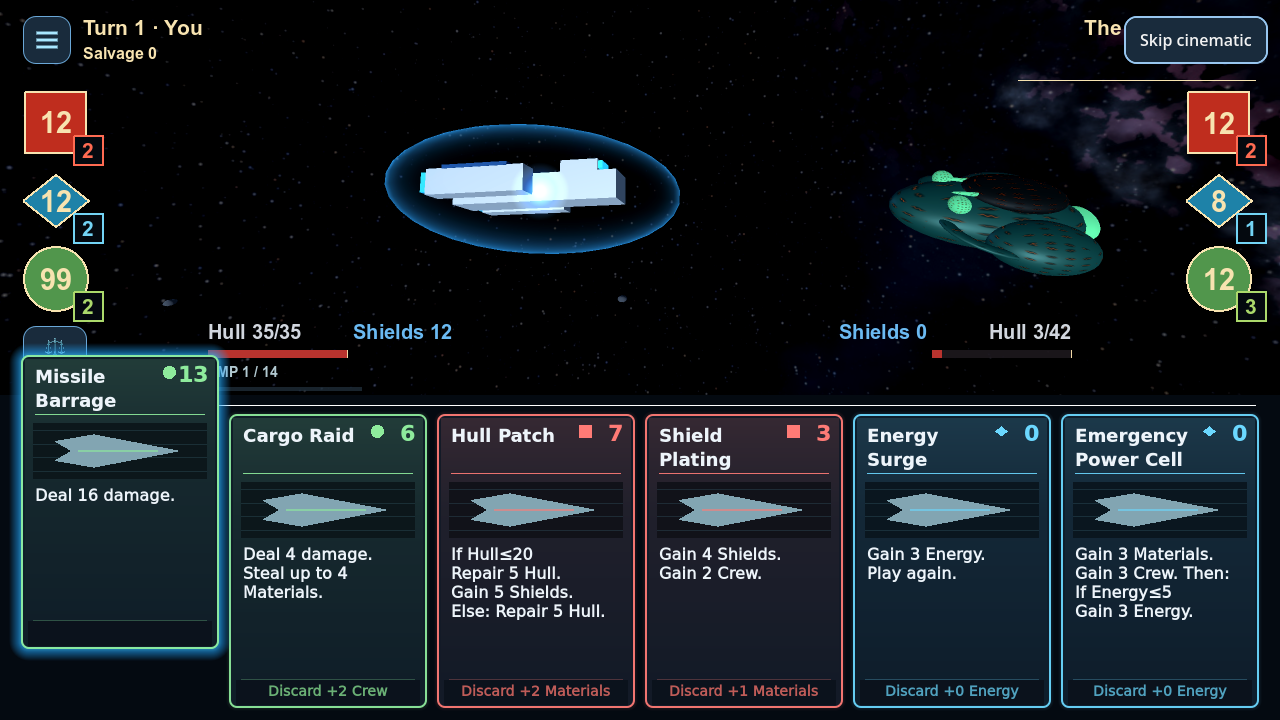 Turn 1 · You
Salvage 0
The
Skip cinematic
12
2
12
2
99
2
12
2
8
1
12
3
Hull 35/35
Shields 12
Shields 0
Hull 3/42
MP 1 / 14
Missile Barrage
13
Deal 16 damage.
Cargo Raid
6
Deal 4 damage.
Steal up to 4
Materials.
Discard +2 Crew
Hull Patch
7
If Hull≤20
Repair 5 Hull.
Gain 5 Shields.
Else: Repair 5 Hull.
Discard +2 Materials
Shield
Plating
3
Gain 4 Shields.
Gain 2 Crew.
Discard +1 Materials
Energy
Surge
0
Gain 3 Energy.
Play again.
Discard +0 Energy
Emergency
Power Cell
0
Gain 3 Materials.
Gain 3 Crew. Then:
If Energy≤5
Gain 3 Energy.
Discard +0 Energy